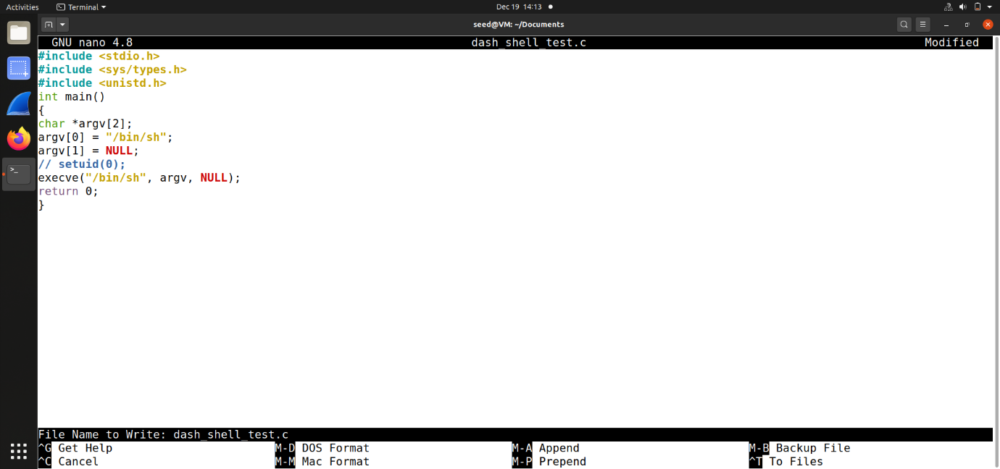 Activities Terminal Dec 19 14:13
seed@VM: ~/Documents
GNU nano 4.8 dash_shell_test.c Modified
#include <stdio.h>
#include <sys/types.h>
#include <unistd.h>
int main()
{
char *argv[2];
argv[0] = "/bin/sh";
argv[1] = NULL;
// setuid(0);
execve("/bin/sh", argv, NULL);
return 0;
}
File Name to Write: dash_shell_test.c
^G Get Help M-D DOS Format M-A Append M-B Backup File
^C Cancel M-M Mac Format M-P Prepend ^T To Files